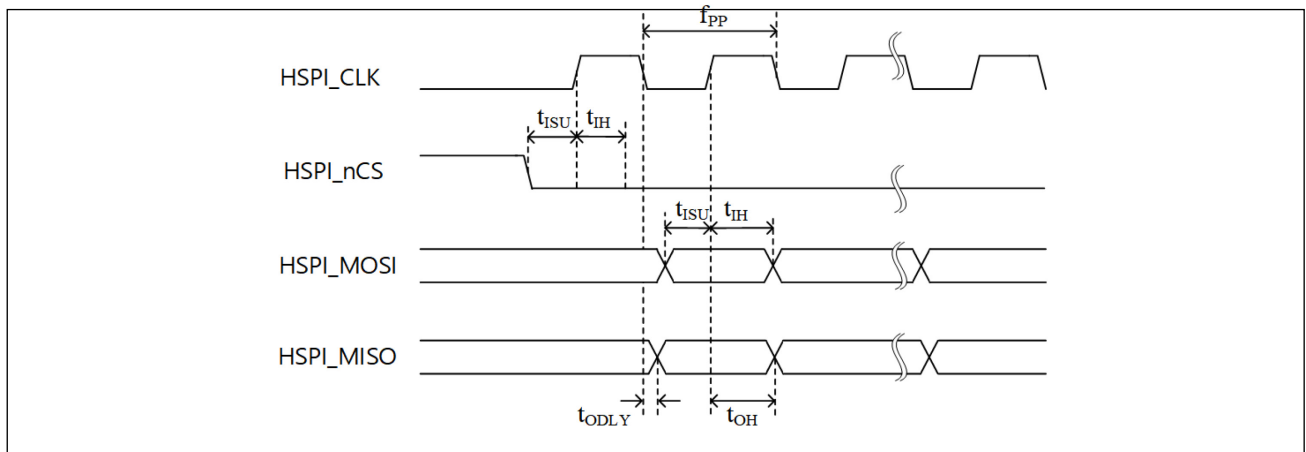 fPP
HSPI_CLK
tISU tIH
HSPI_nCS
tISU tIH
HSPI_MOSI
HSPI_MISO
tODLY tOH